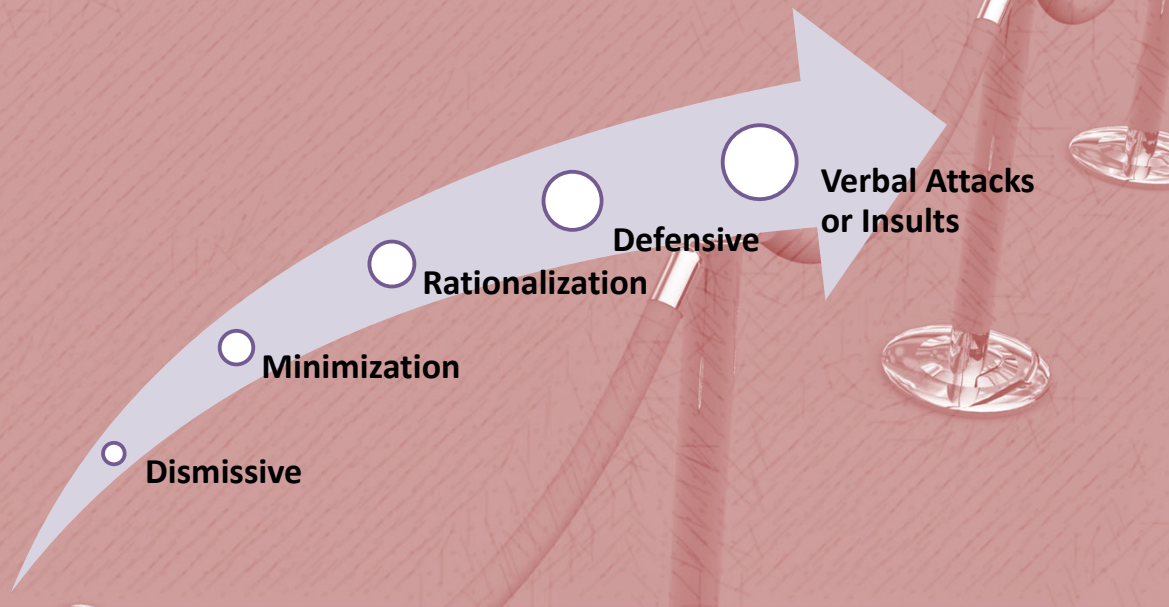 Verbal Attacks
or Insults
Defensive
Rationalization
Minimization
Dismissive